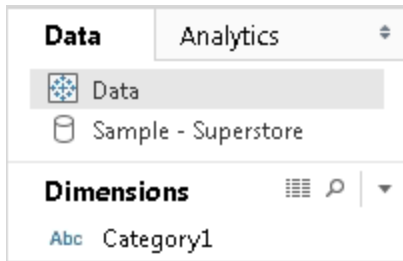 Data Analytics
Data
Sample - Superstore
Dimensions
Abc Category1